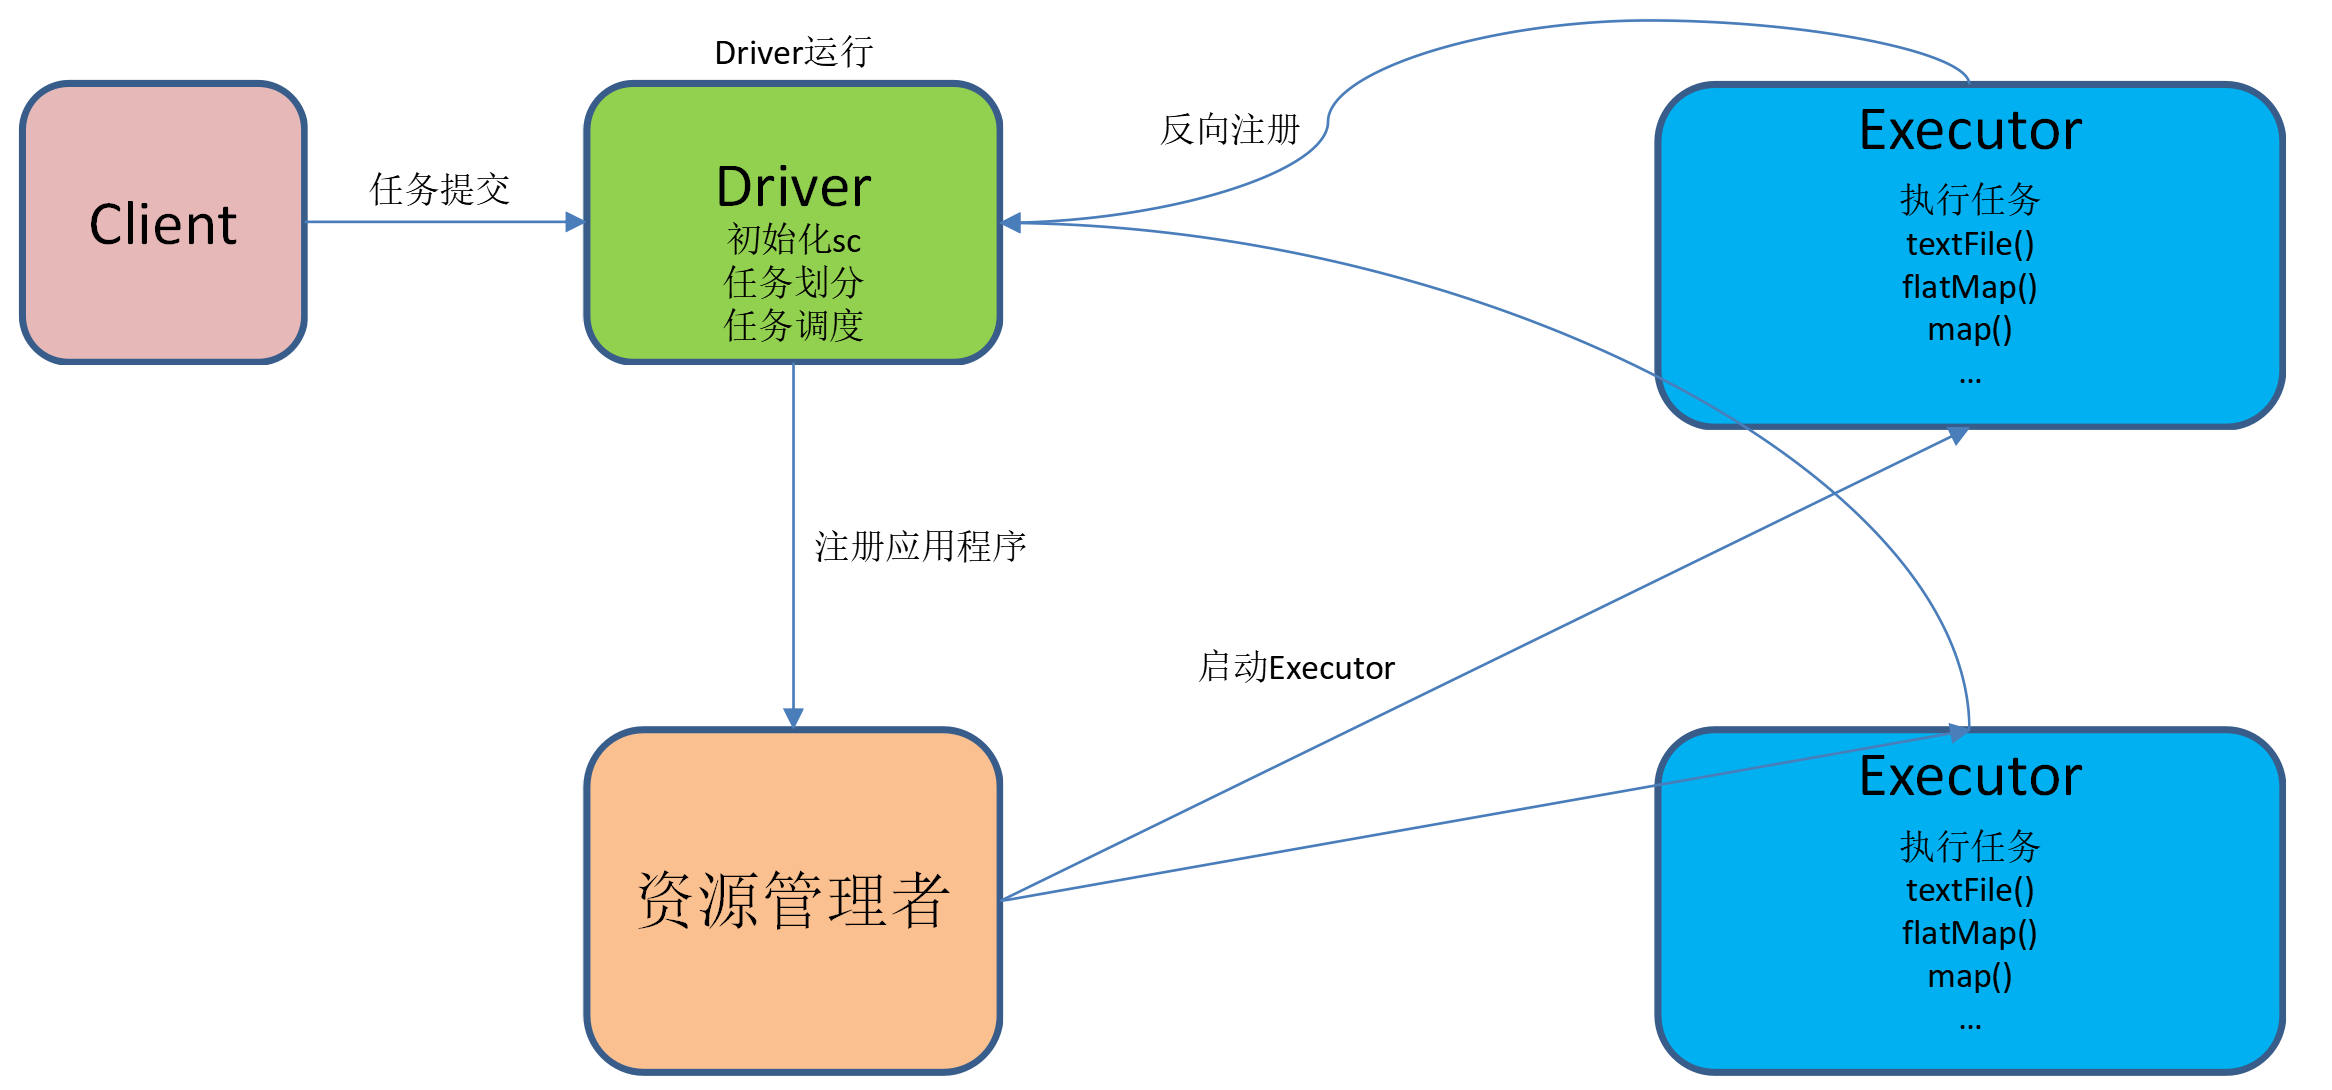 Driver运行
Client
任务提交
Driver
初始化sc
任务划分
任务调度
反向注册
Executor
执行任务
textFile()
flatMap()
map()
...
注册应用程序
启动Executor
资源管理者
Executor
执行任务
textFile()
flatMap()
map()
...